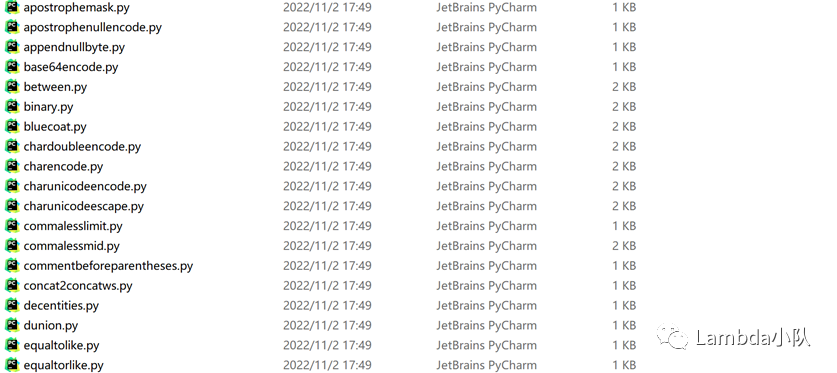 apostrophemask.py 2022/11/2 17:49 JetBrains PyCharm 1 KB
apostrophenullencode.py 2022/11/2 17:49 JetBrains PyCharm 1 KB
appendnullbyte.py 2022/11/2 17:49 JetBrains PyCharm 1 KB
base64encode.py 2022/11/2 17:49 JetBrains PyCharm 1 KB
between.py 2022/11/2 17:49 JetBrains PyCharm 2 KB
binary.py 2022/11/2 17:49 JetBrains PyCharm 2 KB
bluecoat.py 2022/11/2 17:49 JetBrains PyCharm 2 KB
chardoubleencode.py 2022/11/2 17:49 JetBrains PyCharm 2 KB
charencode.py 2022/11/2 17:49 JetBrains PyCharm 2 KB
charunicodeencode.py 2022/11/2 17:49 JetBrains PyCharm 2 KB
charunicodeescape.py 2022/11/2 17:49 JetBrains PyCharm 2 KB
commalesslimit.py 2022/11/2 17:49 JetBrains PyCharm 1 KB
commalessmid.py 2022/11/2 17:49 JetBrains PyCharm 2 KB
commentbeforeparentheses.py 2022/11/2 17:49 JetBrains PyCharm 1 KB
concat2concatws.py 2022/11/2 17:49 JetBrains PyCharm 1 KB
decentities.py 2022/11/2 17:49 JetBrains PyCharm 1 KB
dunion.py 2022/11/2 17:49 JetBrains PyCharm 1 KB
equaltolike.py 2022/11/2 17:49 JetBrains PyCharm 1 KB
equaltorlike.py 2022/11/2 17:49 JetBrains PyCharm 1 KB
Lambda小队